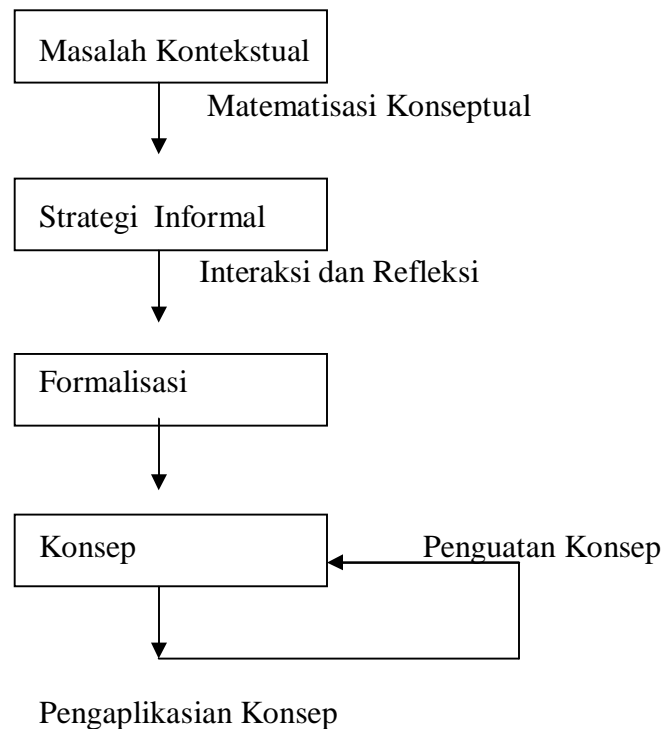 Masalah Kontekstual
Matematisasi Konseptual
Strategi Informal
Interaksi dan Refleksi
Formalisasi
Konsep
Penguatan Konsep
Pengaplikasian Konsep